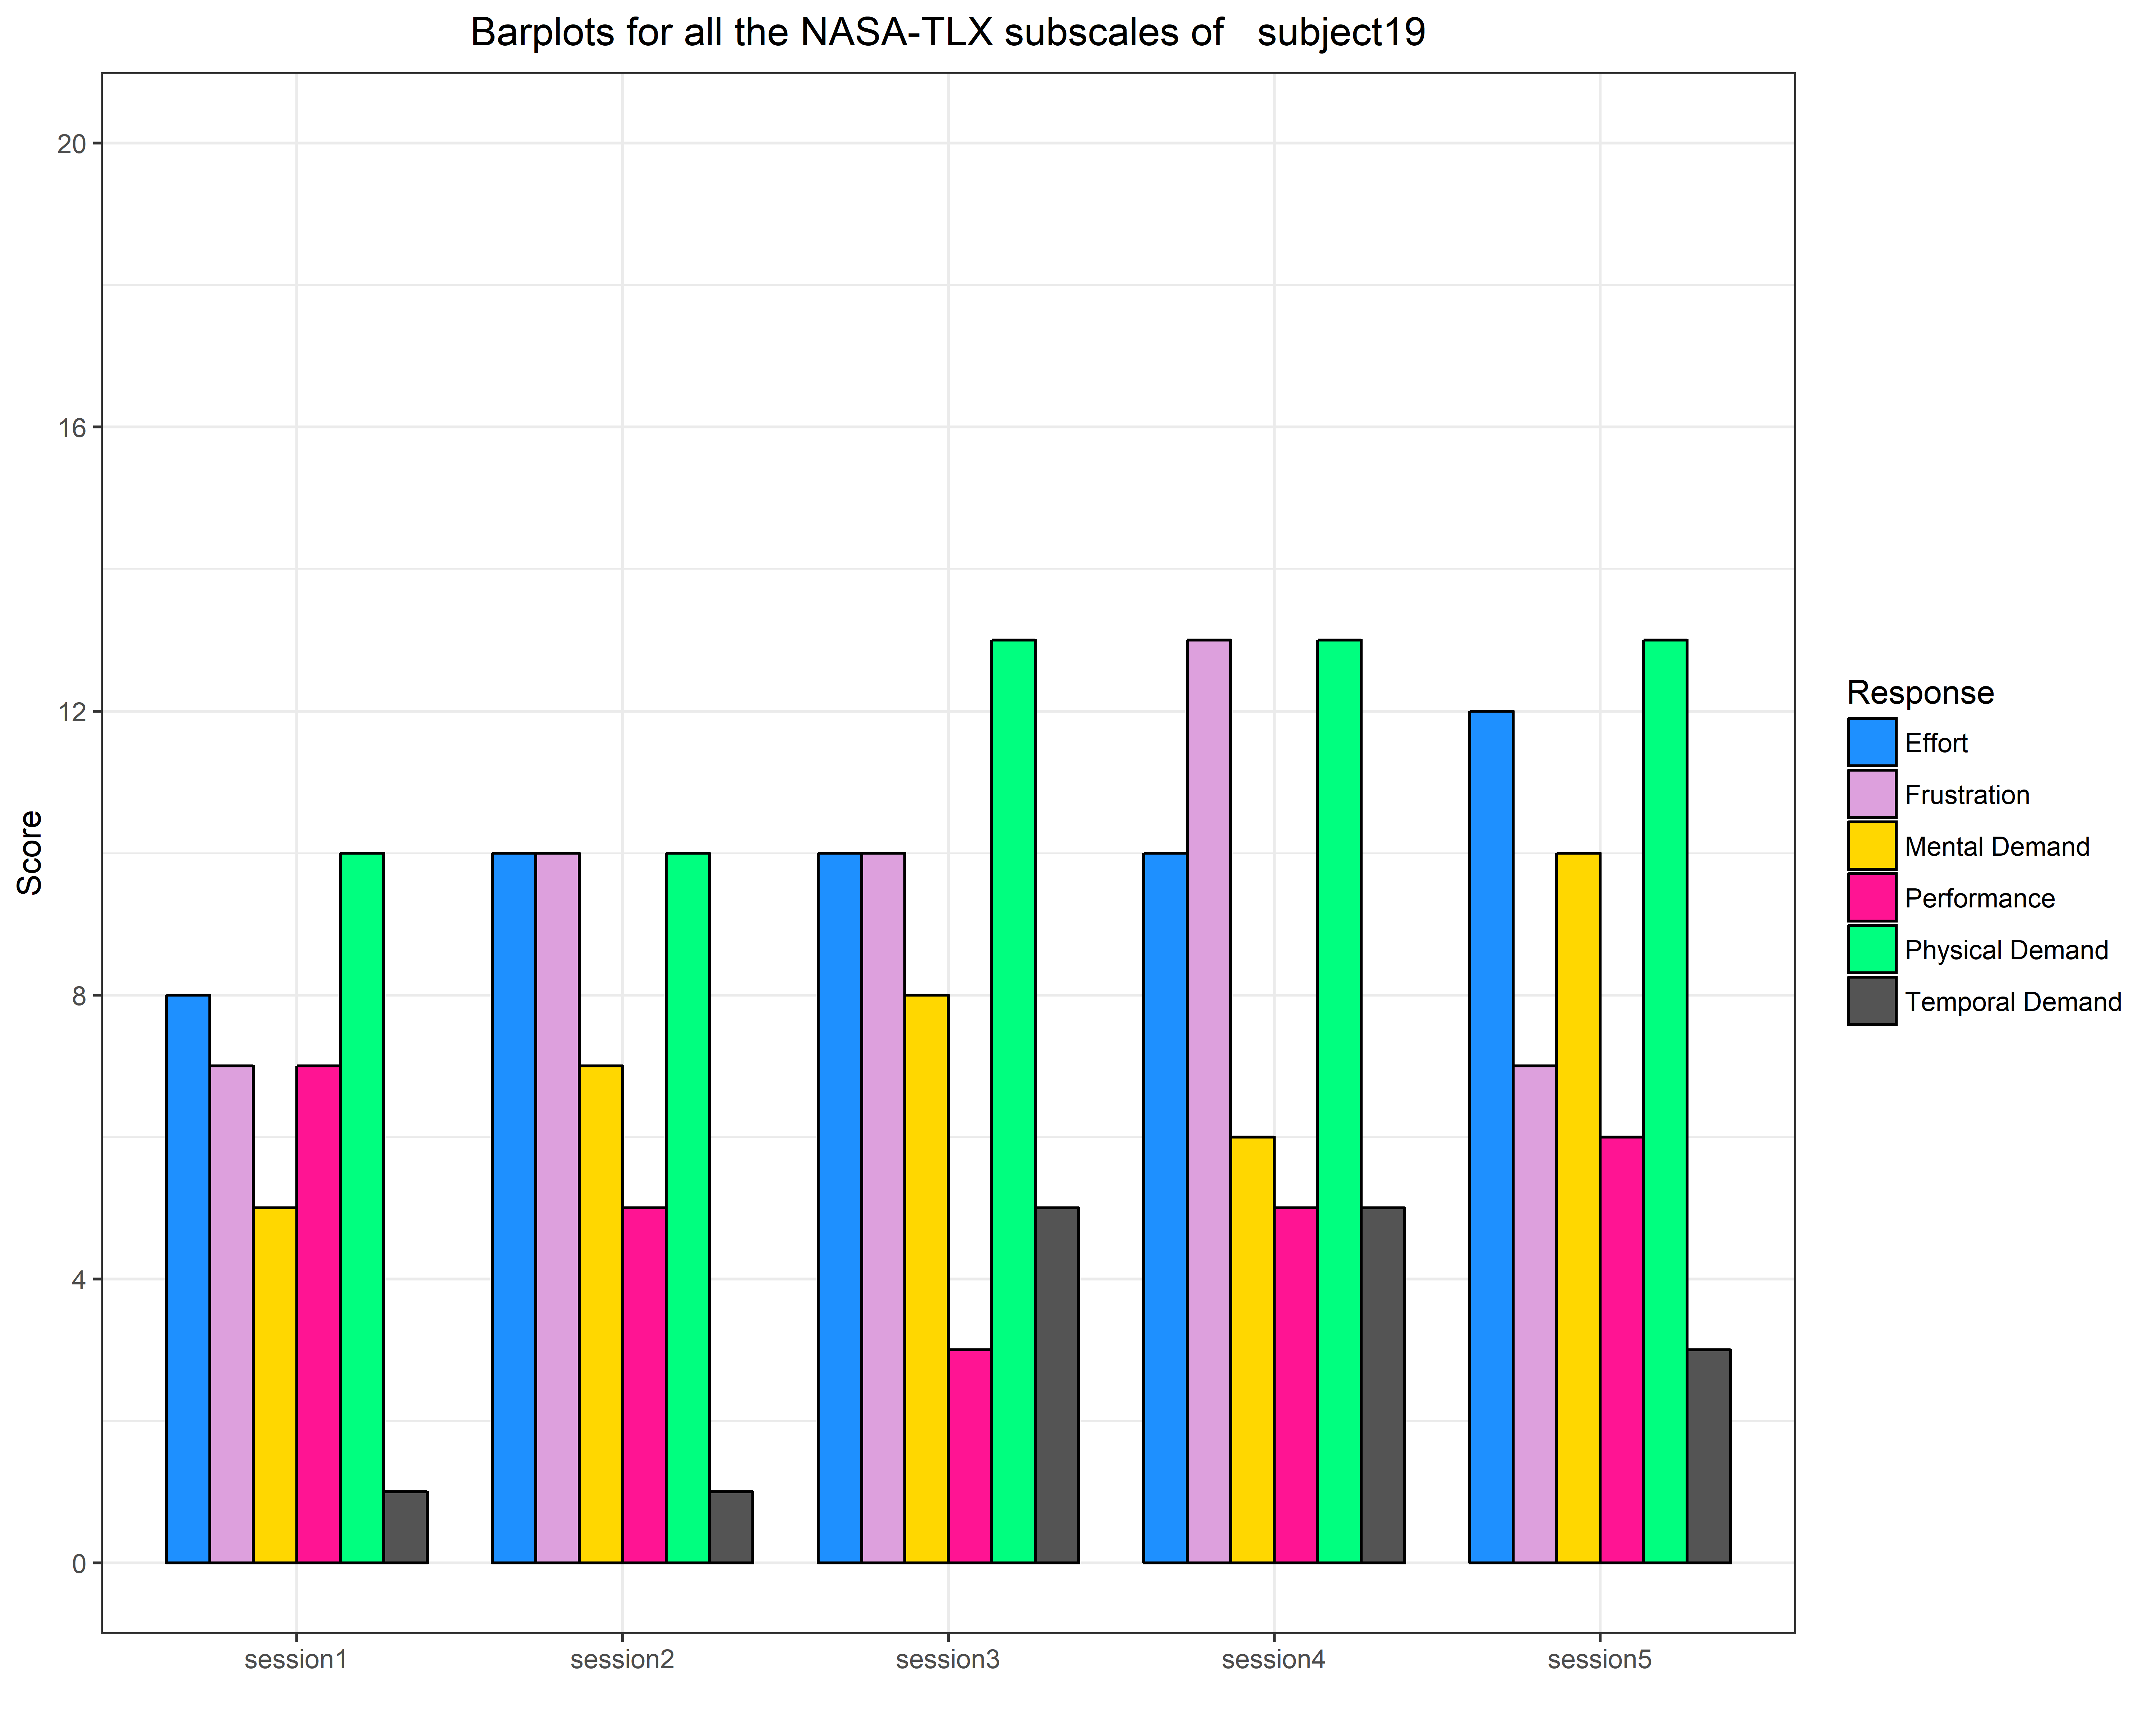 Barplots for all the NASA-TLX subscales of   subject19
20
16
12
8
4
0
Score
session1
session2
session3
session4
session5
Response
Effort
Frustration
Mental Demand
Performance
Physical Demand
Temporal Demand